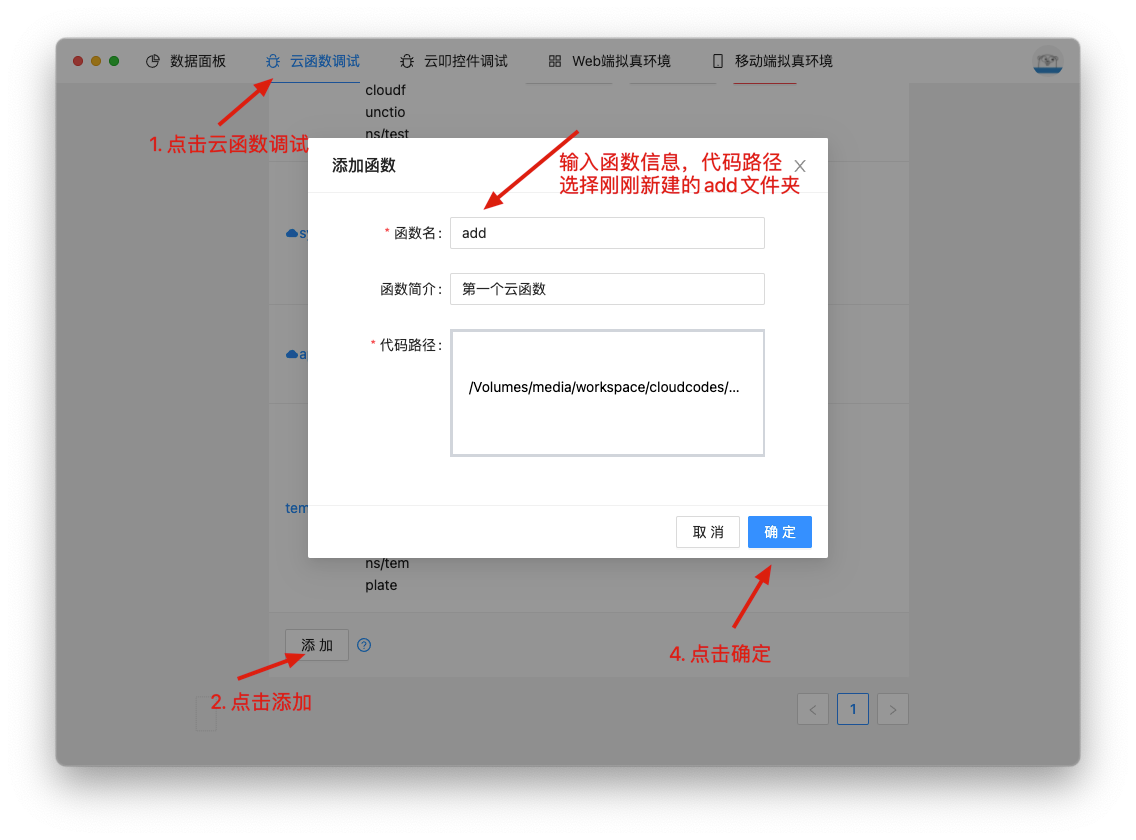 数据面板
云函数调试
云叩控件调试
Web端拟真环境
移动端拟真环境
cloudf
unctio
ns/test
1. 点击云函数调试
添加函数
输入函数信息，代码路径
选择刚刚新建的add文件夹
* 函数名:
add
函数简介:
第一个云函数
* 代码路径:
/Volumes/media/workspace/cloudcodes/...
tem
取 消
确 定
ns/tem
plate
添 加
4. 点击确定
2. 点击添加
1